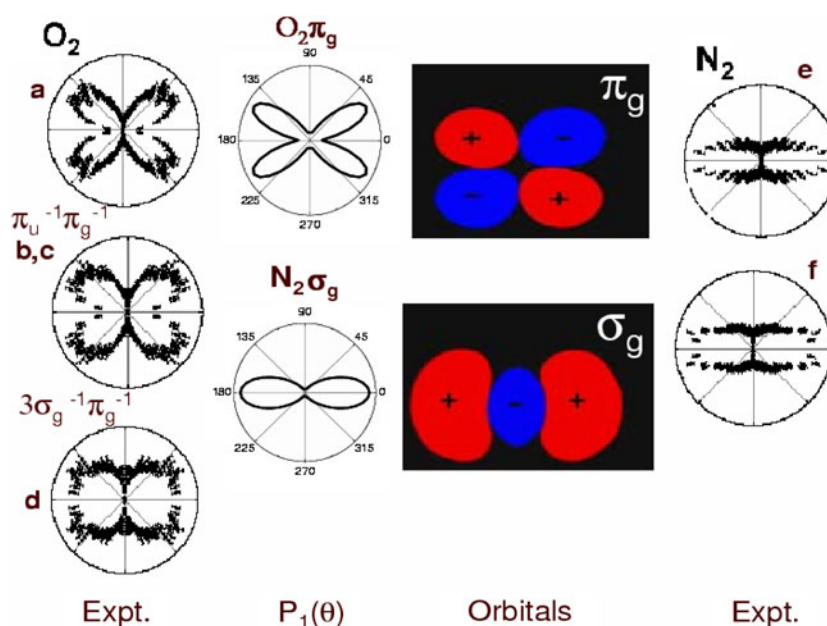 O₂
a
πᵤ⁻¹πg⁻¹
b,c
3σg⁻¹πg⁻¹
d
Expt.
O₂πg
90
135
45
180
0
225
315
270
N₂σg
90
135
45
180
0
225
315
270
P₁(θ)
πg
+
-
-
+
σg
+
-
+
Orbitals
N₂
e
f
Expt.